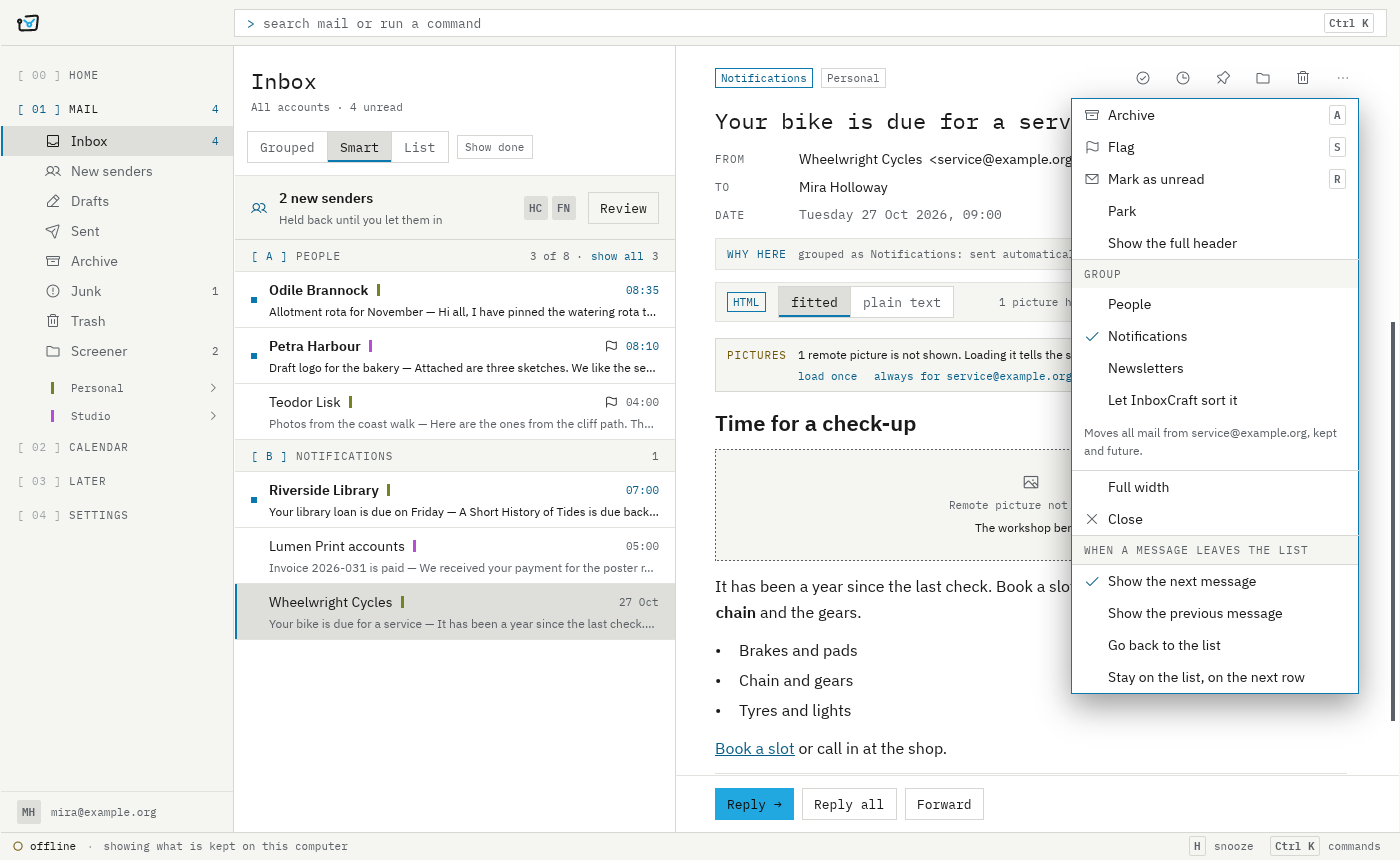 > search mail or run a command Ctrl K
[ 00 ] HOME
[ 01 ] MAIL 4
Inbox 4
New senders
Drafts
Sent
Archive
Junk 1
Trash
Screener 2
Personal
Studio
[ 02 ] CALENDAR
[ 03 ] LATER
[ 04 ] SETTINGS
MH mira@example.org
Inbox
All accounts · 4 unread
Grouped Smart List Show done
2 new senders
Held back until you let them in
HC FN Review
[ A ] PEOPLE 3 of 8 · show all 3
Odile Brannock 08:35
Allotment rota for November — Hi all, I have pinned the watering rota t…
Petra Harbour 08:10
Draft logo for the bakery — Attached are three sketches. We like the se…
Teodor Lisk 04:00
Photos from the coast walk — Here are the ones from the cliff path. Th…
[ B ] NOTIFICATIONS 1
Riverside Library 07:00
Your library loan is due on Friday — A Short History of Tides is due back…
Lumen Print accounts 05:00
Invoice 2026-031 is paid — We received your payment for the poster r…
Wheelwright Cycles 27 Oct
Your bike is due for a service — It has been a year since the last check.…
Notifications Personal
Your bike is due for a serv
FROM Wheelwright Cycles <service@example.org
TO Mira Holloway
DATE Tuesday 27 Oct 2026, 09:00
WHY HERE grouped as Notifications: sent automatical
HTML fitted plain text 1 picture h
PICTURES 1 remote picture is not shown. Loading it tells the s
load once always for service@example.org
Time for a check-up
Remote picture not
The workshop ben
It has been a year since the last check. Book a slo
chain and the gears.
• Brakes and pads
• Chain and gears
• Tyres and lights
Book a slot or call in at the shop.
Reply → Reply all Forward
Archive A
Flag S
Mark as unread R
Park
Show the full header
GROUP
People
Notifications
Newsletters
Let InboxCraft sort it
Moves all mail from service@example.org, kept
and future.
Full width
Close
WHEN A MESSAGE LEAVES THE LIST
Show the next message
Show the previous message
Go back to the list
Stay on the list, on the next row
offline · showing what is kept on this computer
H snooze Ctrl K commands